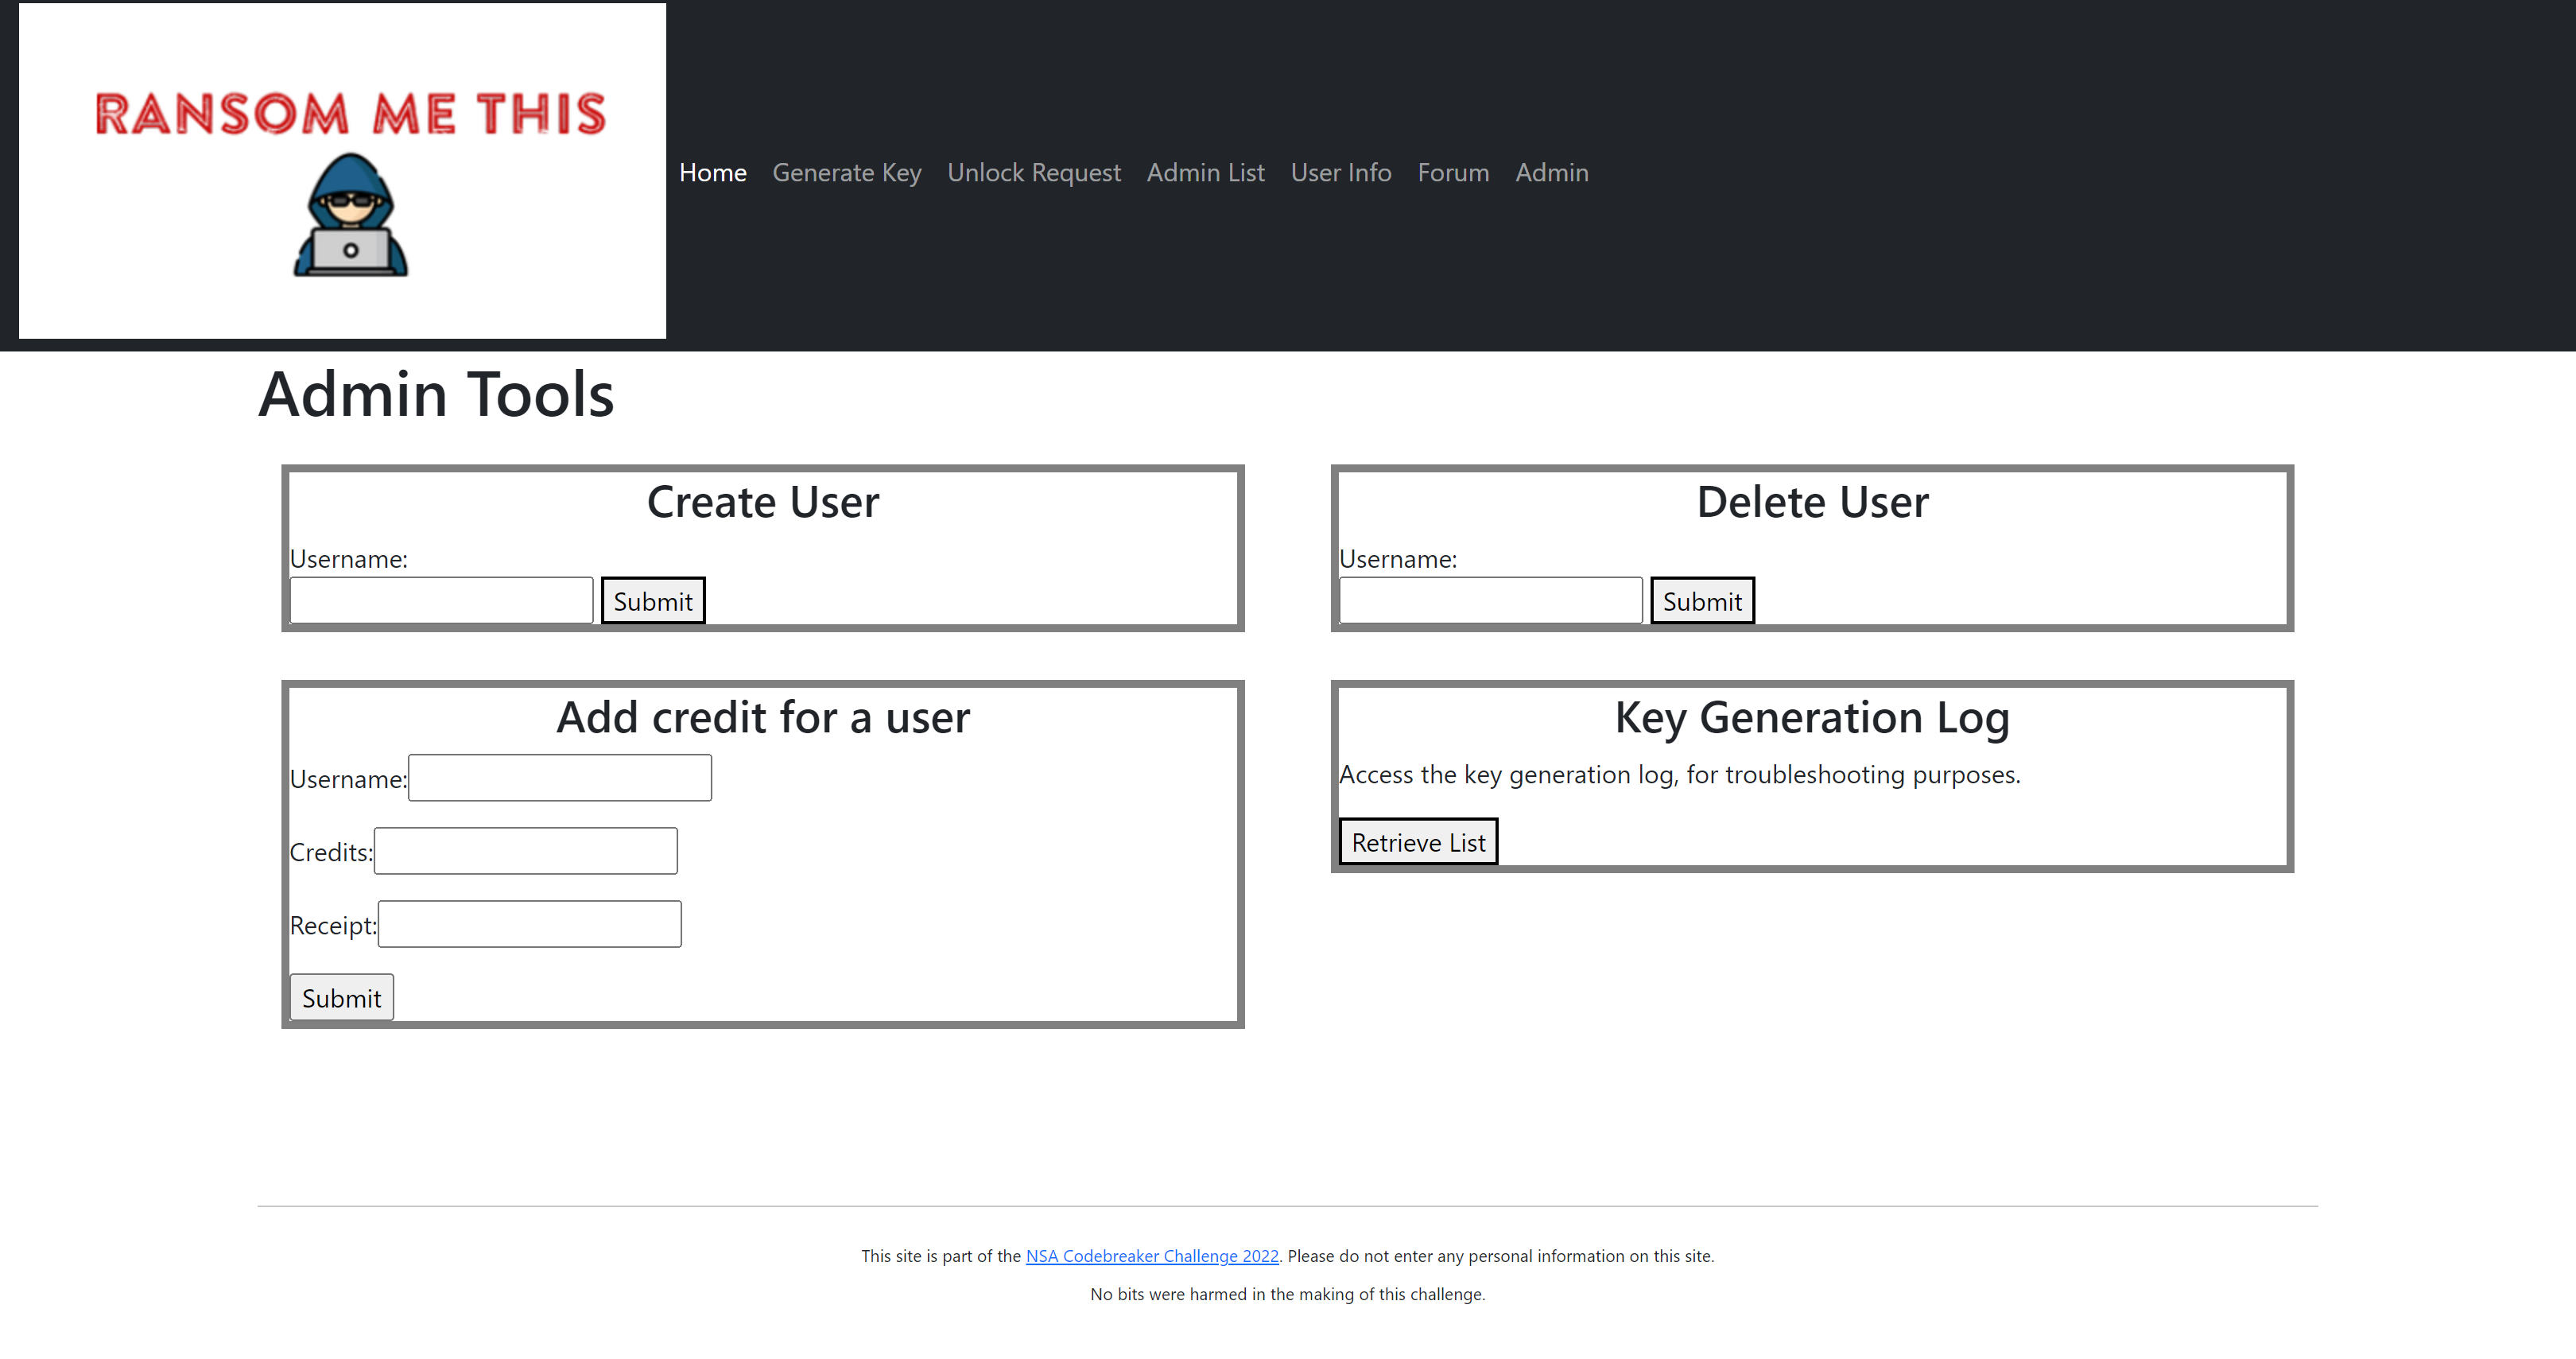 RANSOM ME THIS
Home Generate Key Unlock Request Admin List User Info Forum Admin
Admin Tools
Create User
Username:
Submit
Delete User
Username:
Submit
Add credit for a user
Username:
Credits:
Receipt:
Submit
Key Generation Log
Access the key generation log, for troubleshooting purposes.
Retrieve List
This site is part of the NSA Codebreaker Challenge 2022. Please do not enter any personal information on this site.
No bits were harmed in the making of this challenge.